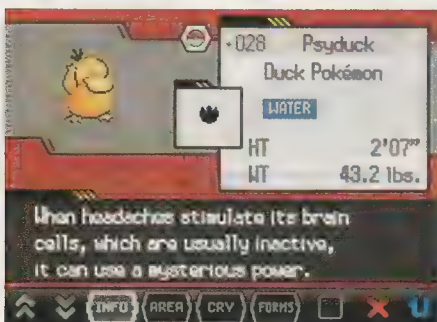 028 Psyduck
Duck Pokémon
WATER
HT 2'07"
WT 43.2 lbs.
When headaches stimulate its brain
cells, which are usually inactive,
it can use a mysterious power.
INFO AREA CRY FORMS